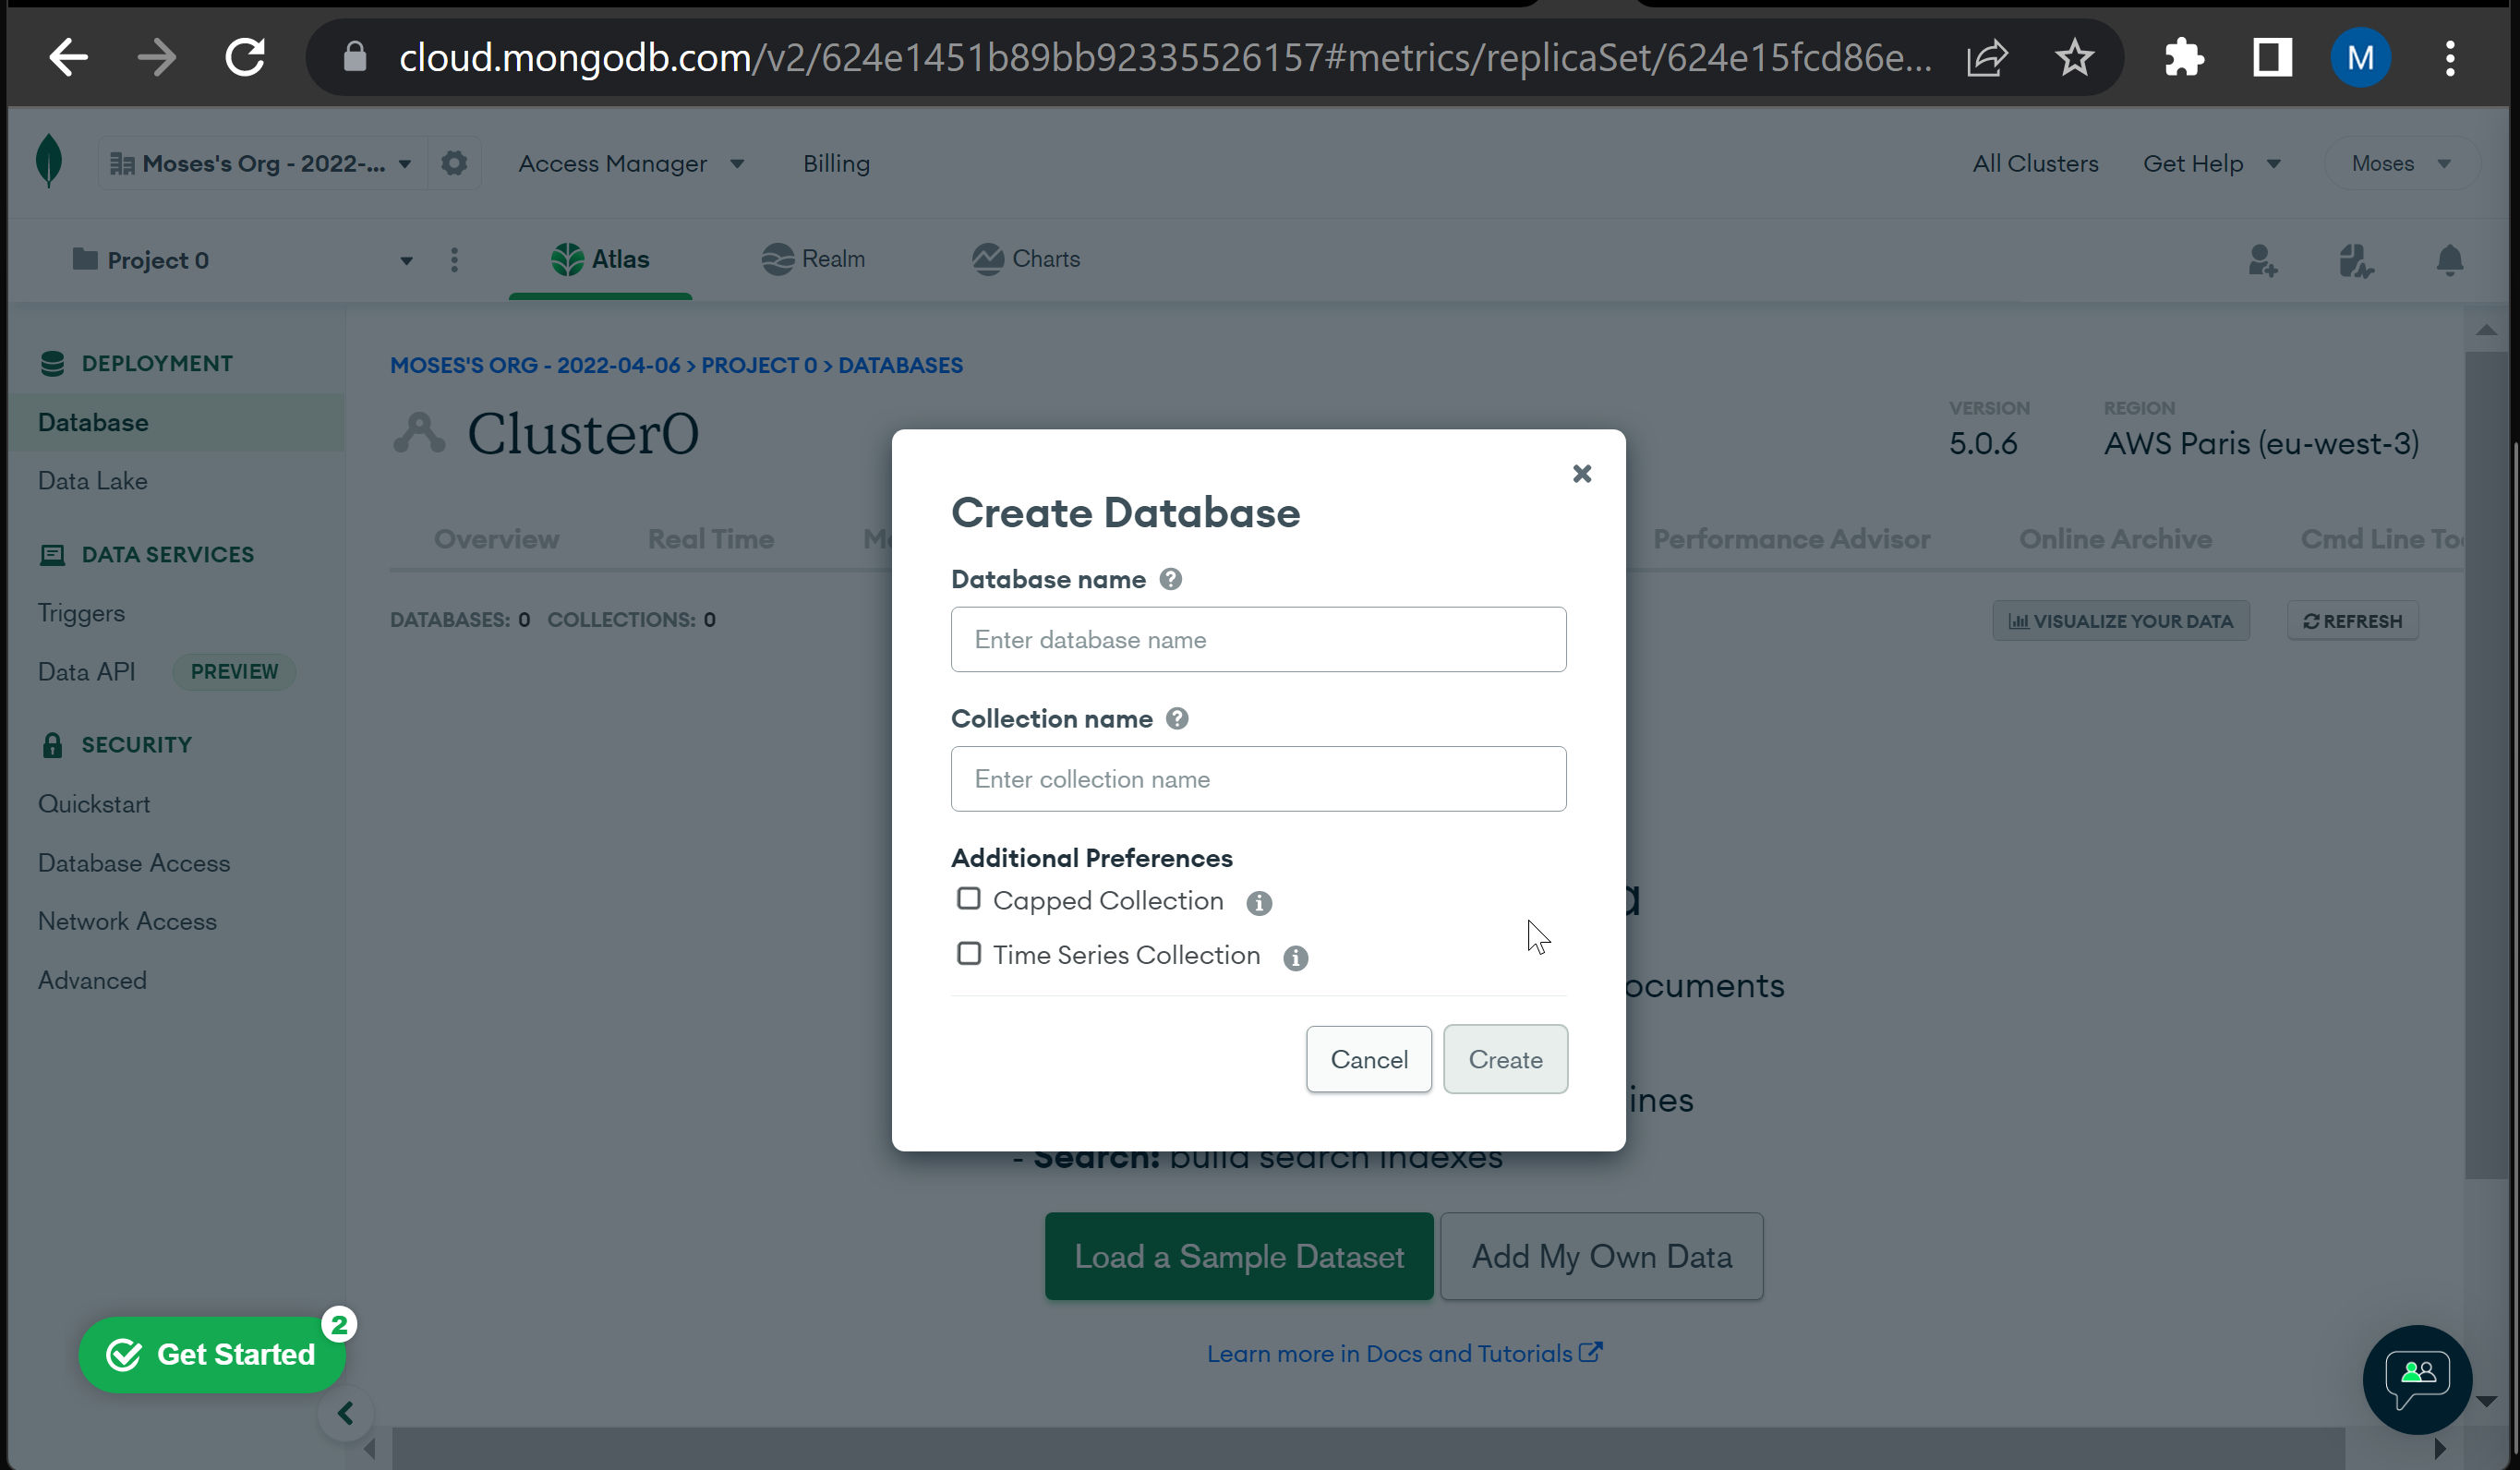 cloud.mongodb.com/v2/624e1451b89bb92335526157#metrics/replicaSet/624e15fcd86e...
M
Moses's Org - 2022-...
Access Manager
Billing
All Clusters
Get Help
Moses
Project 0
Atlas
Realm
Charts
DEPLOYMENT
Database
Data Lake
DATA SERVICES
Triggers
Data API PREVIEW
SECURITY
Quickstart
Database Access
Network Access
Advanced
MOSES'S ORG - 2022-04-06 > PROJECT 0 > DATABASES
Cluster0
VERSION
5.0.6
REGION
AWS Paris (eu-west-3)
Overview
Real Time
Performance Advisor
Online Archive
Cmd Line
DATABASES: 0 COLLECTIONS: 0
VISUALIZE YOUR DATA
REFRESH
Create Database
Database name
Enter database name
Collection name
Enter collection name
Additional Preferences
Capped Collection
Time Series Collection
Cancel
Create
- Search: build search indexes
Load a Sample Dataset
Add My Own Data
Learn more in Docs and Tutorials
Get Started
2